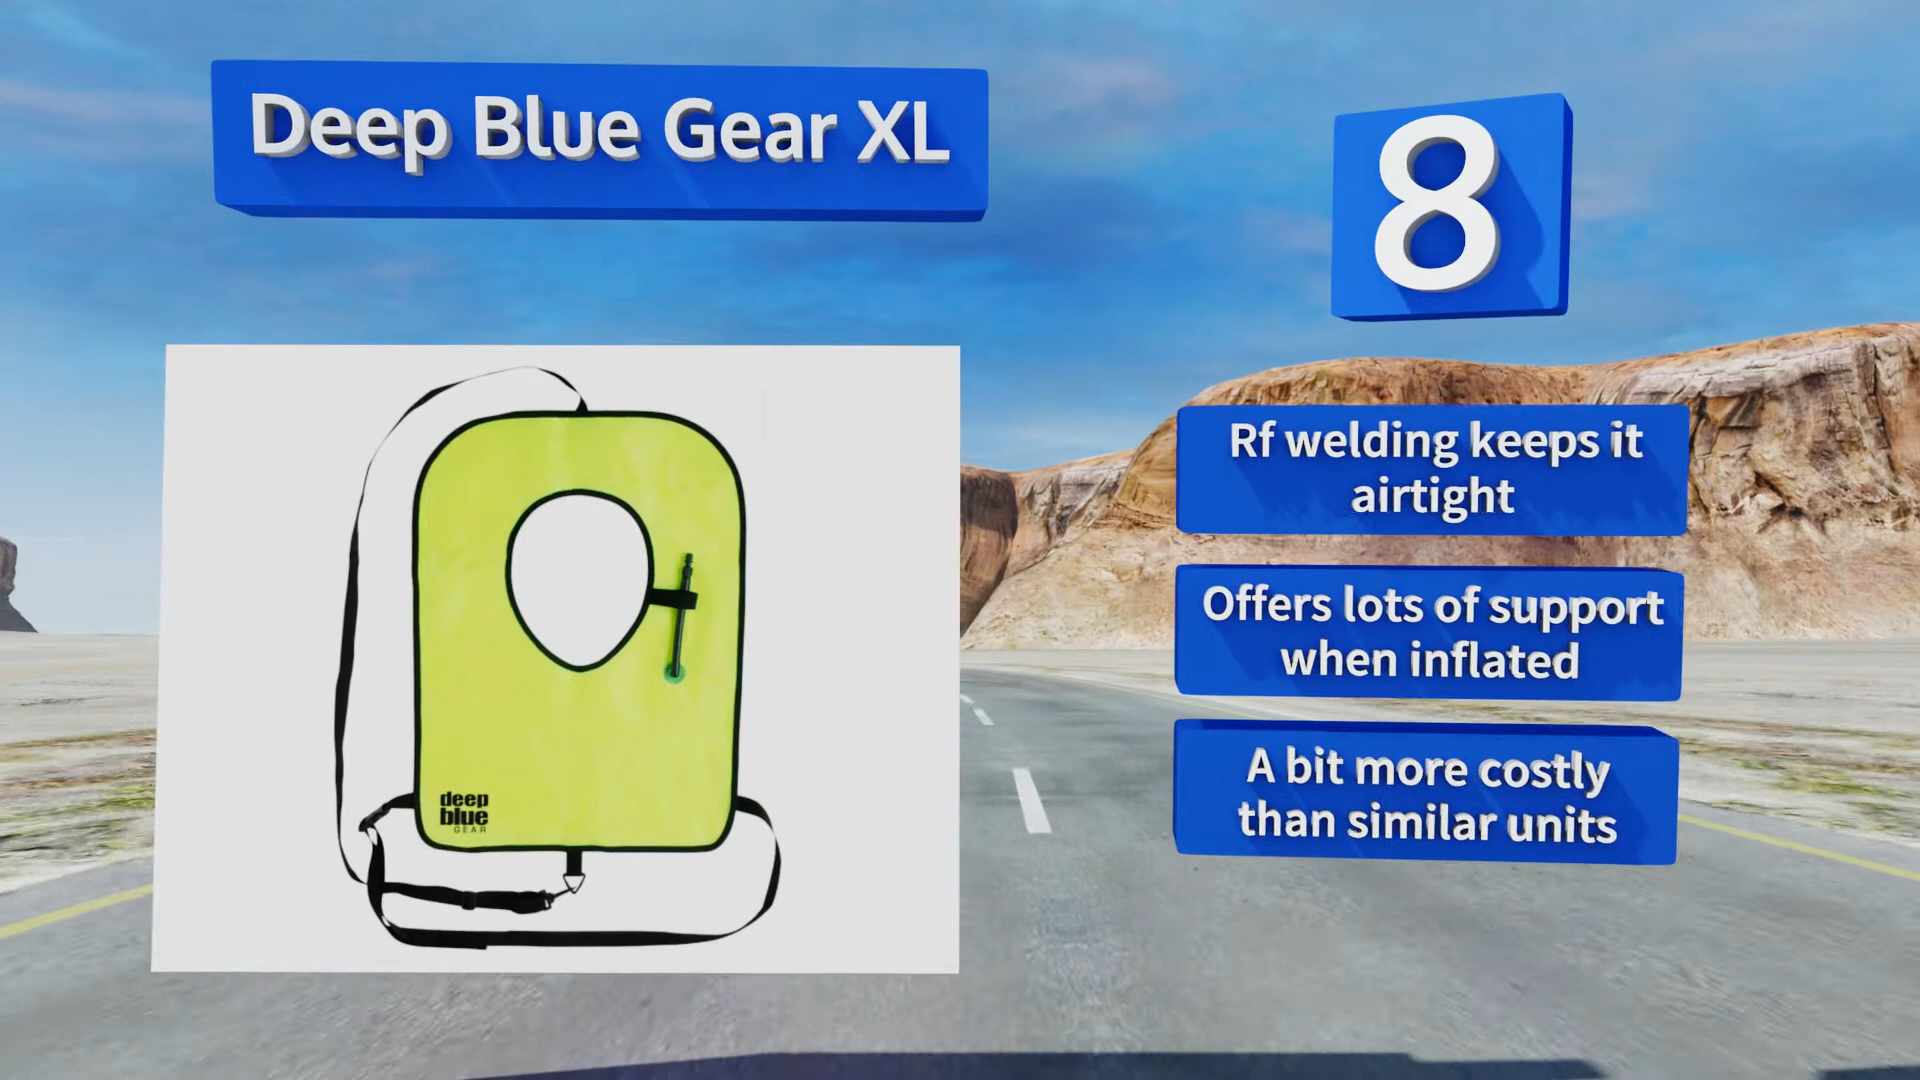 Deep Blue Gear XL
8
Rf welding keeps it
airtight
Offers lots of support
when inflated
A bit more costly
than similar units
deep
blue
GEAR